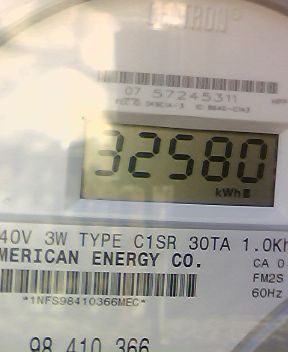 07 57245311
32580
kWh
40V 3W TYPE C1SR 30TA 1.0Kh
MERICAN ENERGY CO.
CA 0
FM2S
60Hz
*1NFS98410366MEC*
98 410 366